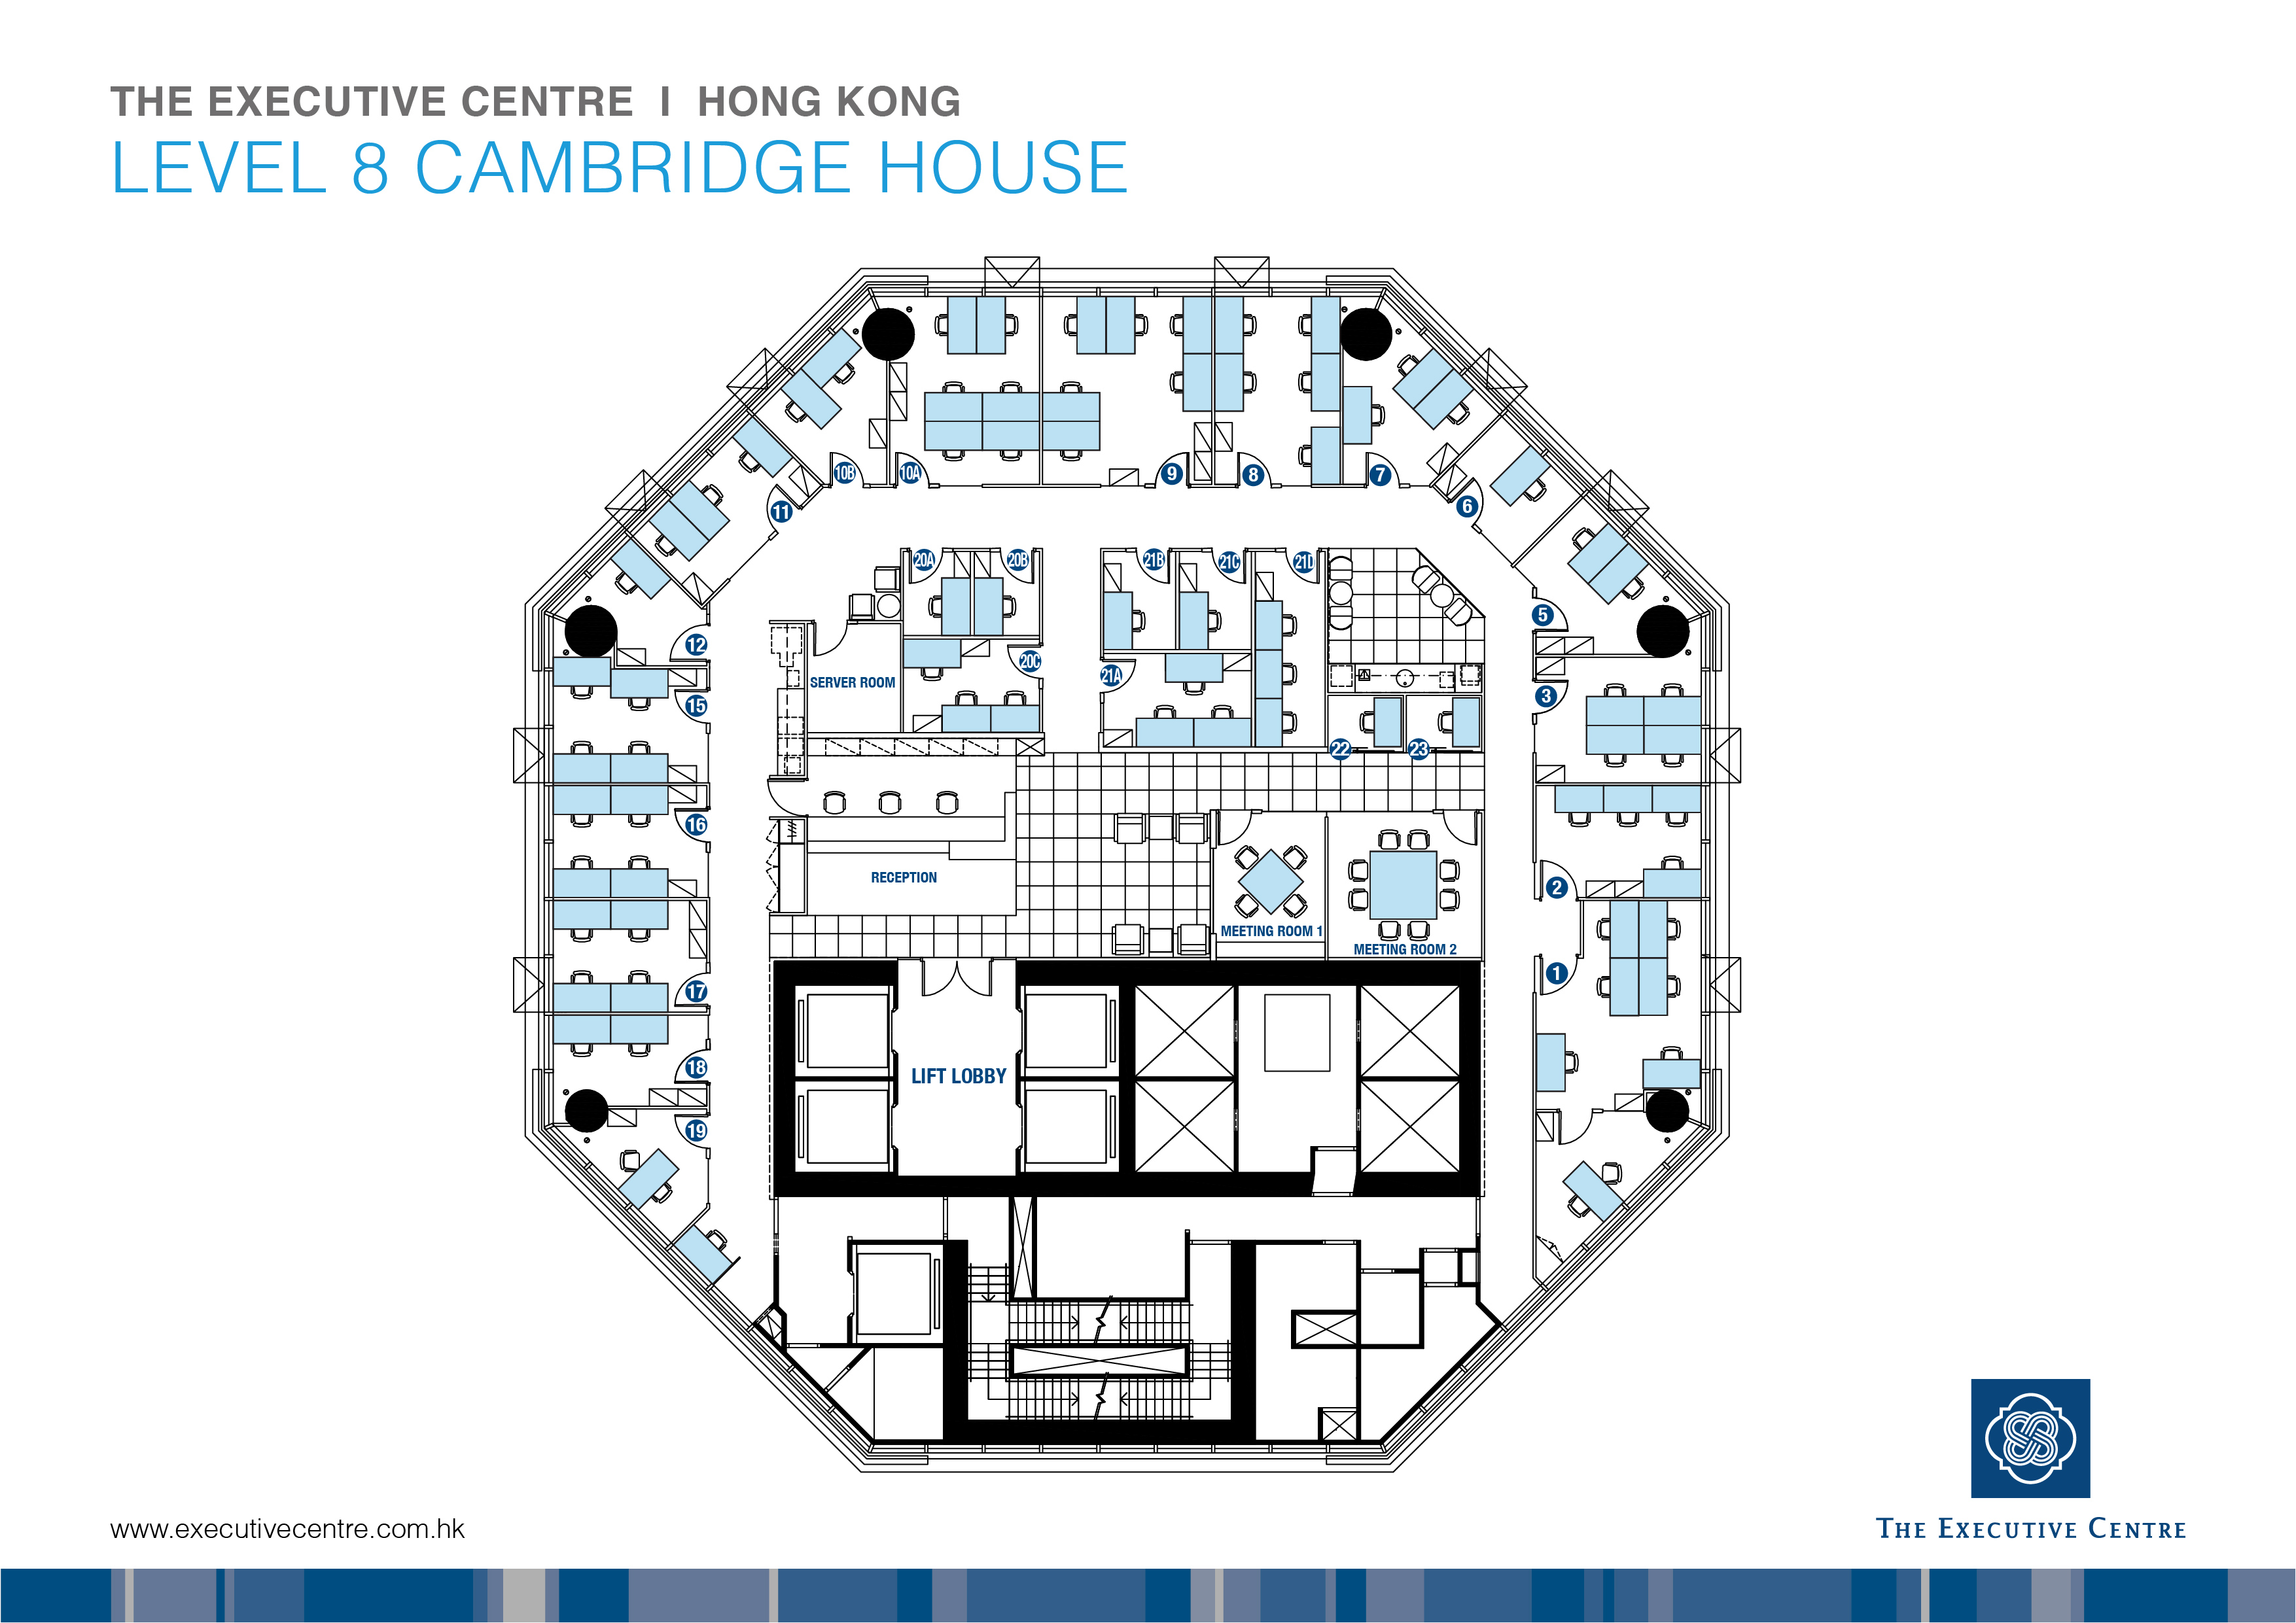 THE EXECUTIVE CENTRE I HONG KONG
LEVEL 8 CAMBRIDGE HOUSE
10B
10A
9
8
7
11
6
20A
20B
21B
21C
21D
5
12
20C
21A
SERVER ROOM
3
15
22
23
16
RECEPTION
2
MEETING ROOM 1
MEETING ROOM 2
1
17
18
LIFT LOBBY
19
www.executivecentre.com.hk
THE EXECUTIVE CENTRE